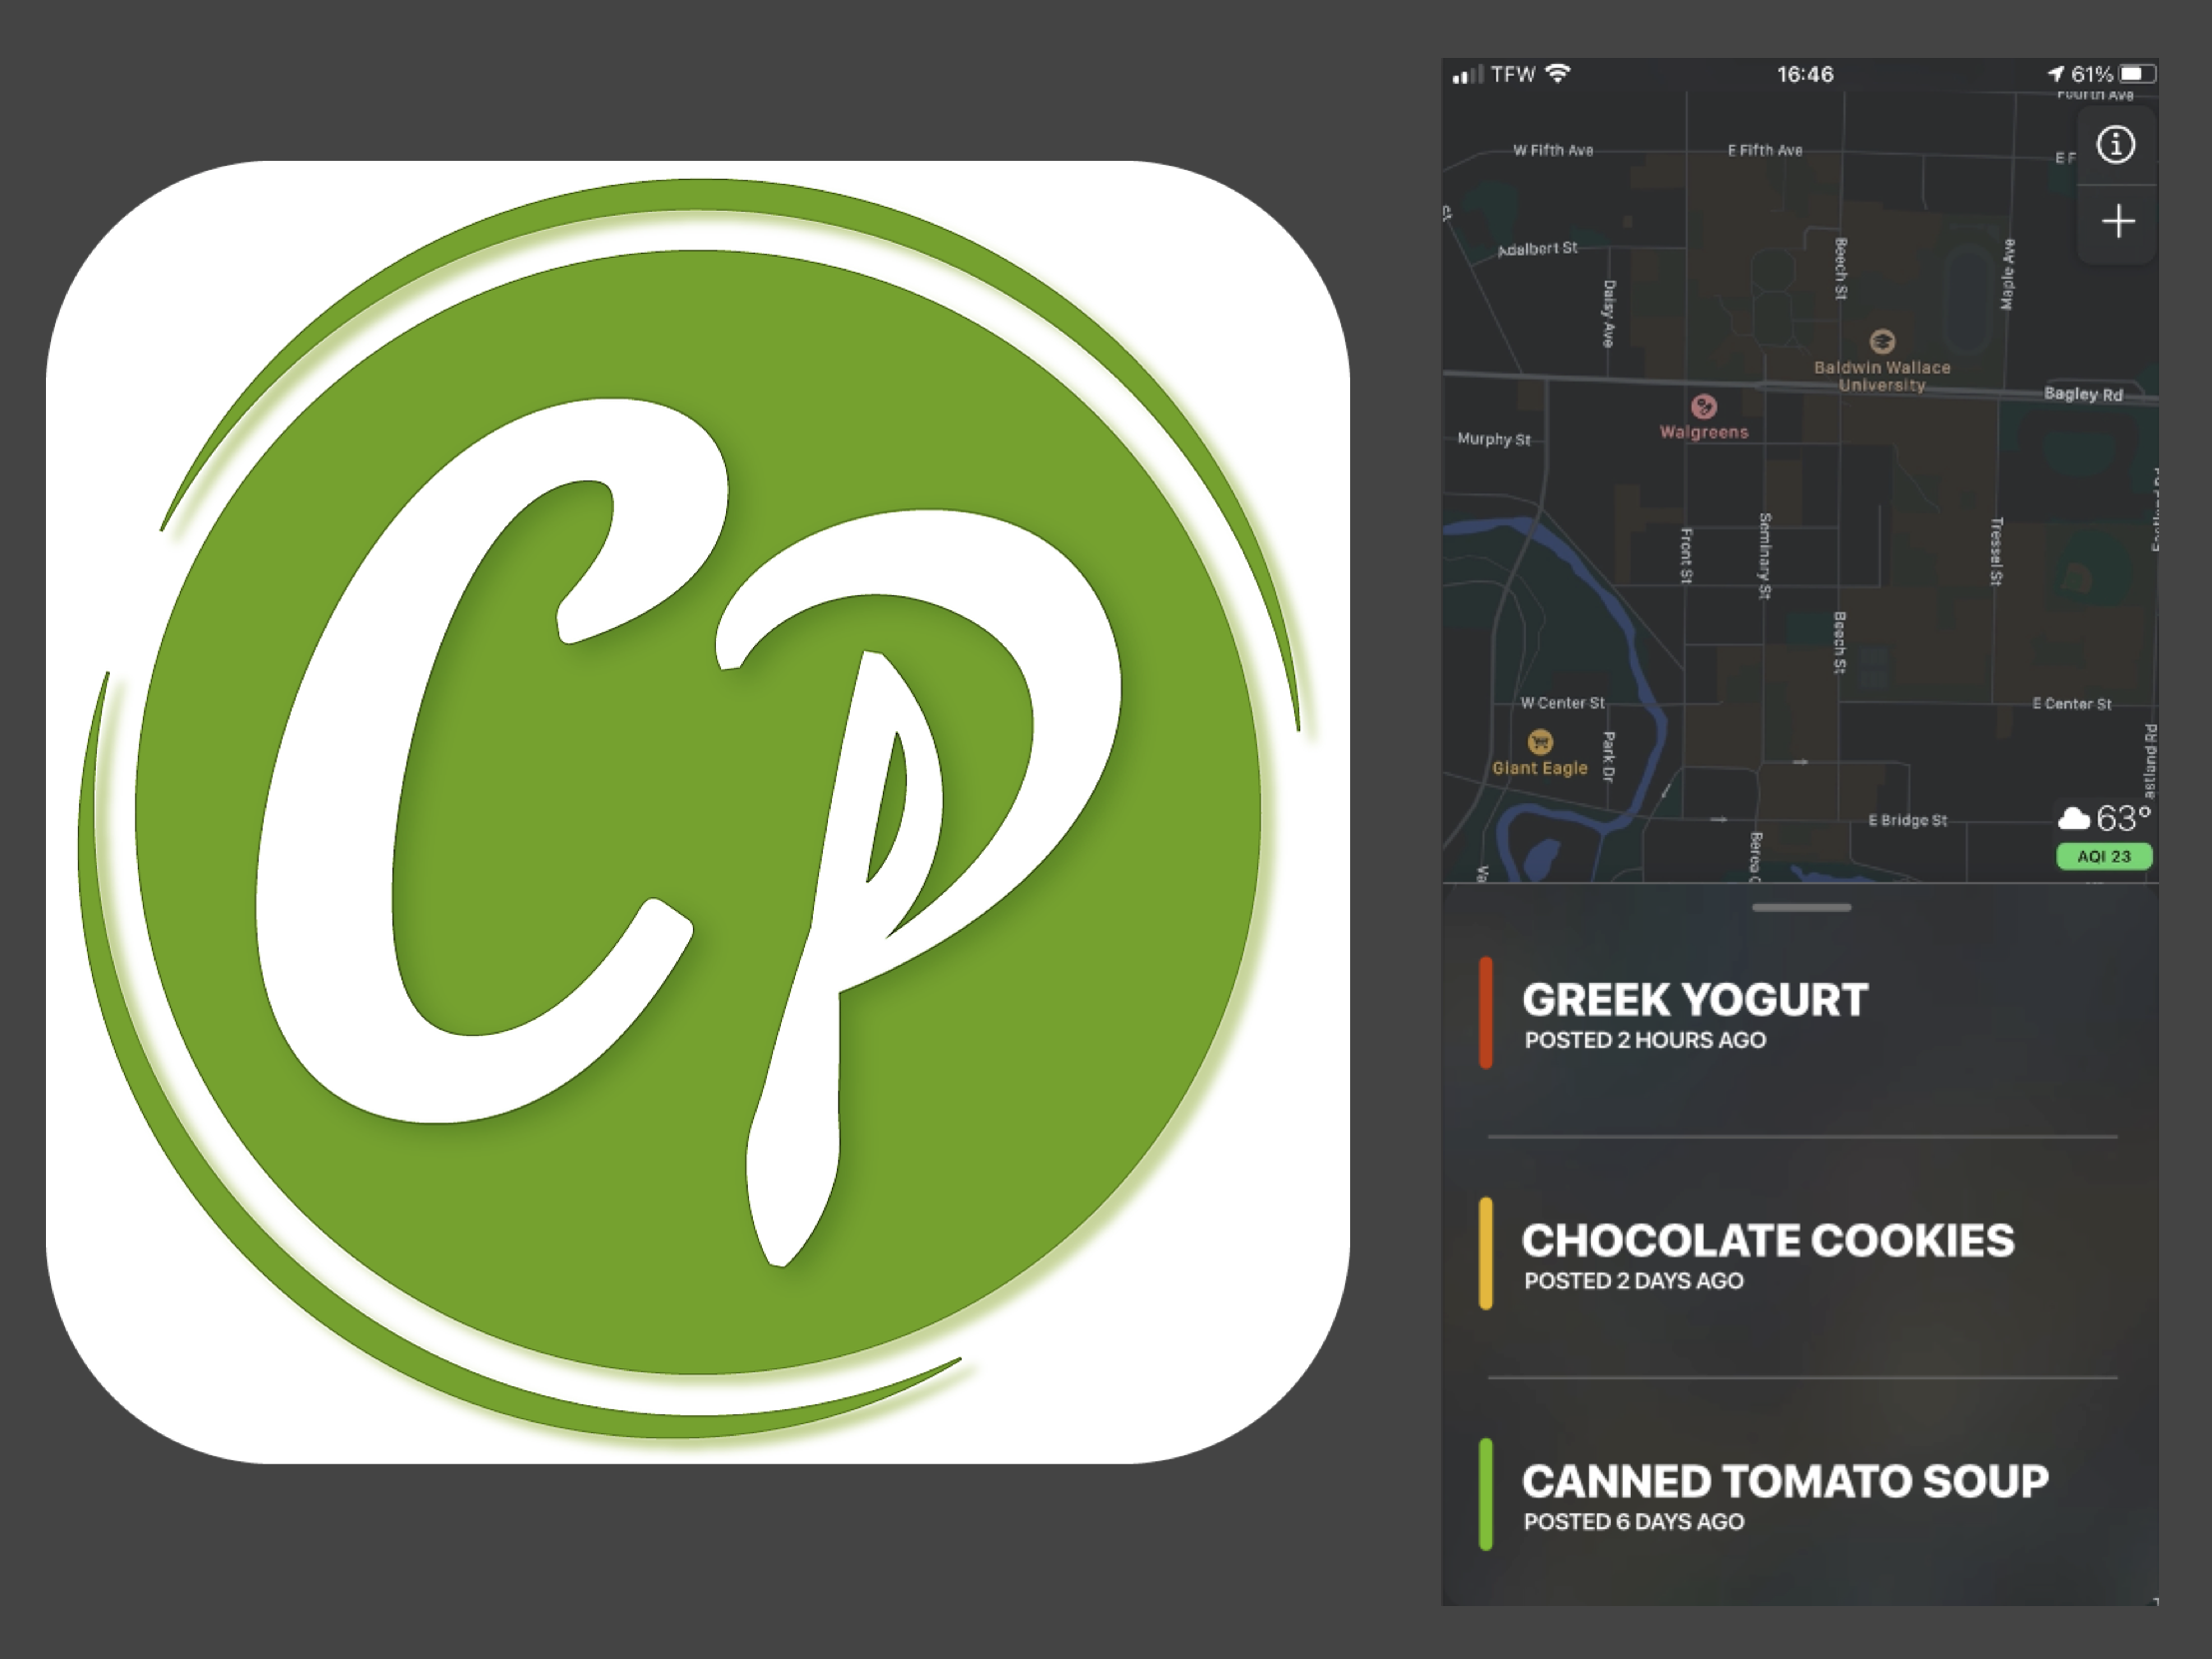 Cp
TFW 16:46 61%
Fourth Ave
W Fifth Ave E Fifth Ave E F
Adalbert St
Daisy Ave
Beech St
Maple Ave
Baldwin Wallace
University
Bagley Rd
Walgreens
Murphy St
Front St
Seminary St
Tressel St
Beech St
W Center St E Center St
Giant Eagle
Park Dr
astland Rd
63°
E Bridge St
Berea C
Va
AQI 23
GREEK YOGURT
POSTED 2 HOURS AGO
CHOCOLATE COOKIES
POSTED 2 DAYS AGO
CANNED TOMATO SOUP
POSTED 6 DAYS AGO